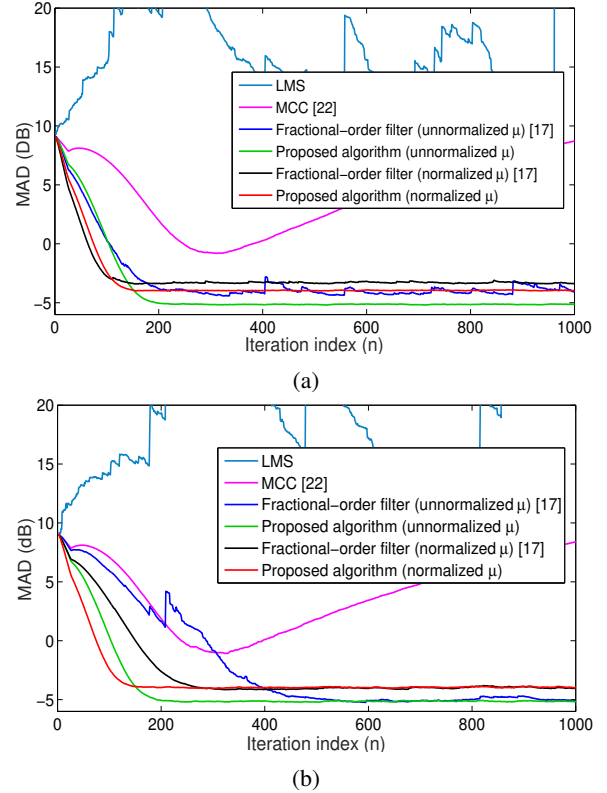 20
15
10
5
0
−5
MAD (DB)
LMS
MCC [22]
Fractional−order filter (unnormalized μ) [17]
Proposed algorithm (unnormalized μ)
Fractional−order filter (normalized μ) [17]
Proposed algorithm (normalized μ)
0 200 400 600 800 1000
Iteration index (n)
(a)
20
15
10
5
0
−5
MAD (dB)
LMS
MCC [22]
Fractional−order filter (unnormalized μ) [17]
Proposed algorithm (unnormalized μ)
Fractional−order filter (normalized μ) [17]
Proposed algorithm (normalized μ)
0 200 400 600 800 1000
Iteration index (n)
(b)